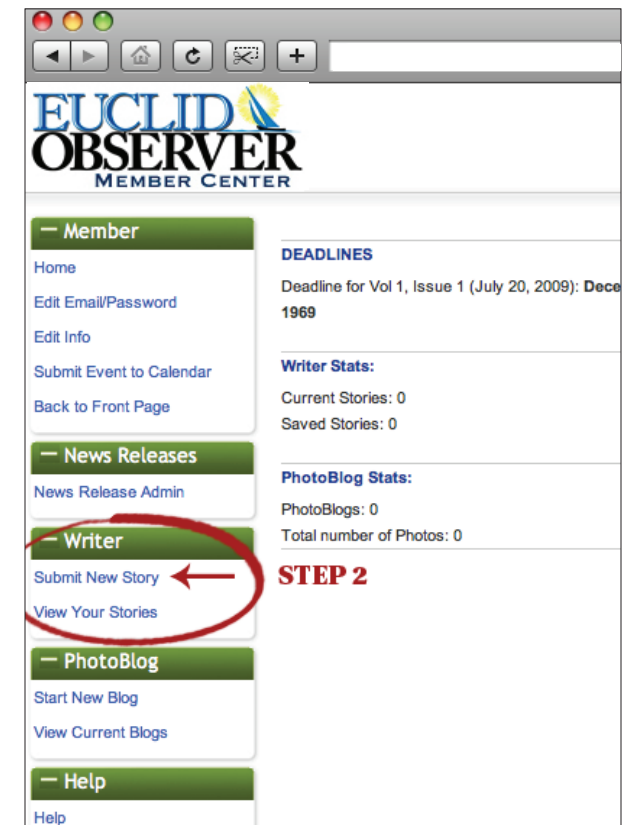 EUCLID
OBSERVER
MEMBER CENTER
Member
Home
Edit Email/Password
Edit Info
Submit Event to Calendar
Back to Front Page
News Releases
News Release Admin
Writer
Submit New Story
View Your Stories
PhotoBlog
Start New Blog
View Current Blogs
Help
Help
DEADLINES
Deadline for Vol 1, Issue 1 (July 20, 2009): Dece
1969
Writer Stats:
Current Stories: 0
Saved Stories: 0
PhotoBlog Stats:
PhotoBlogs: 0
Total number of Photos: 0
STEP 2